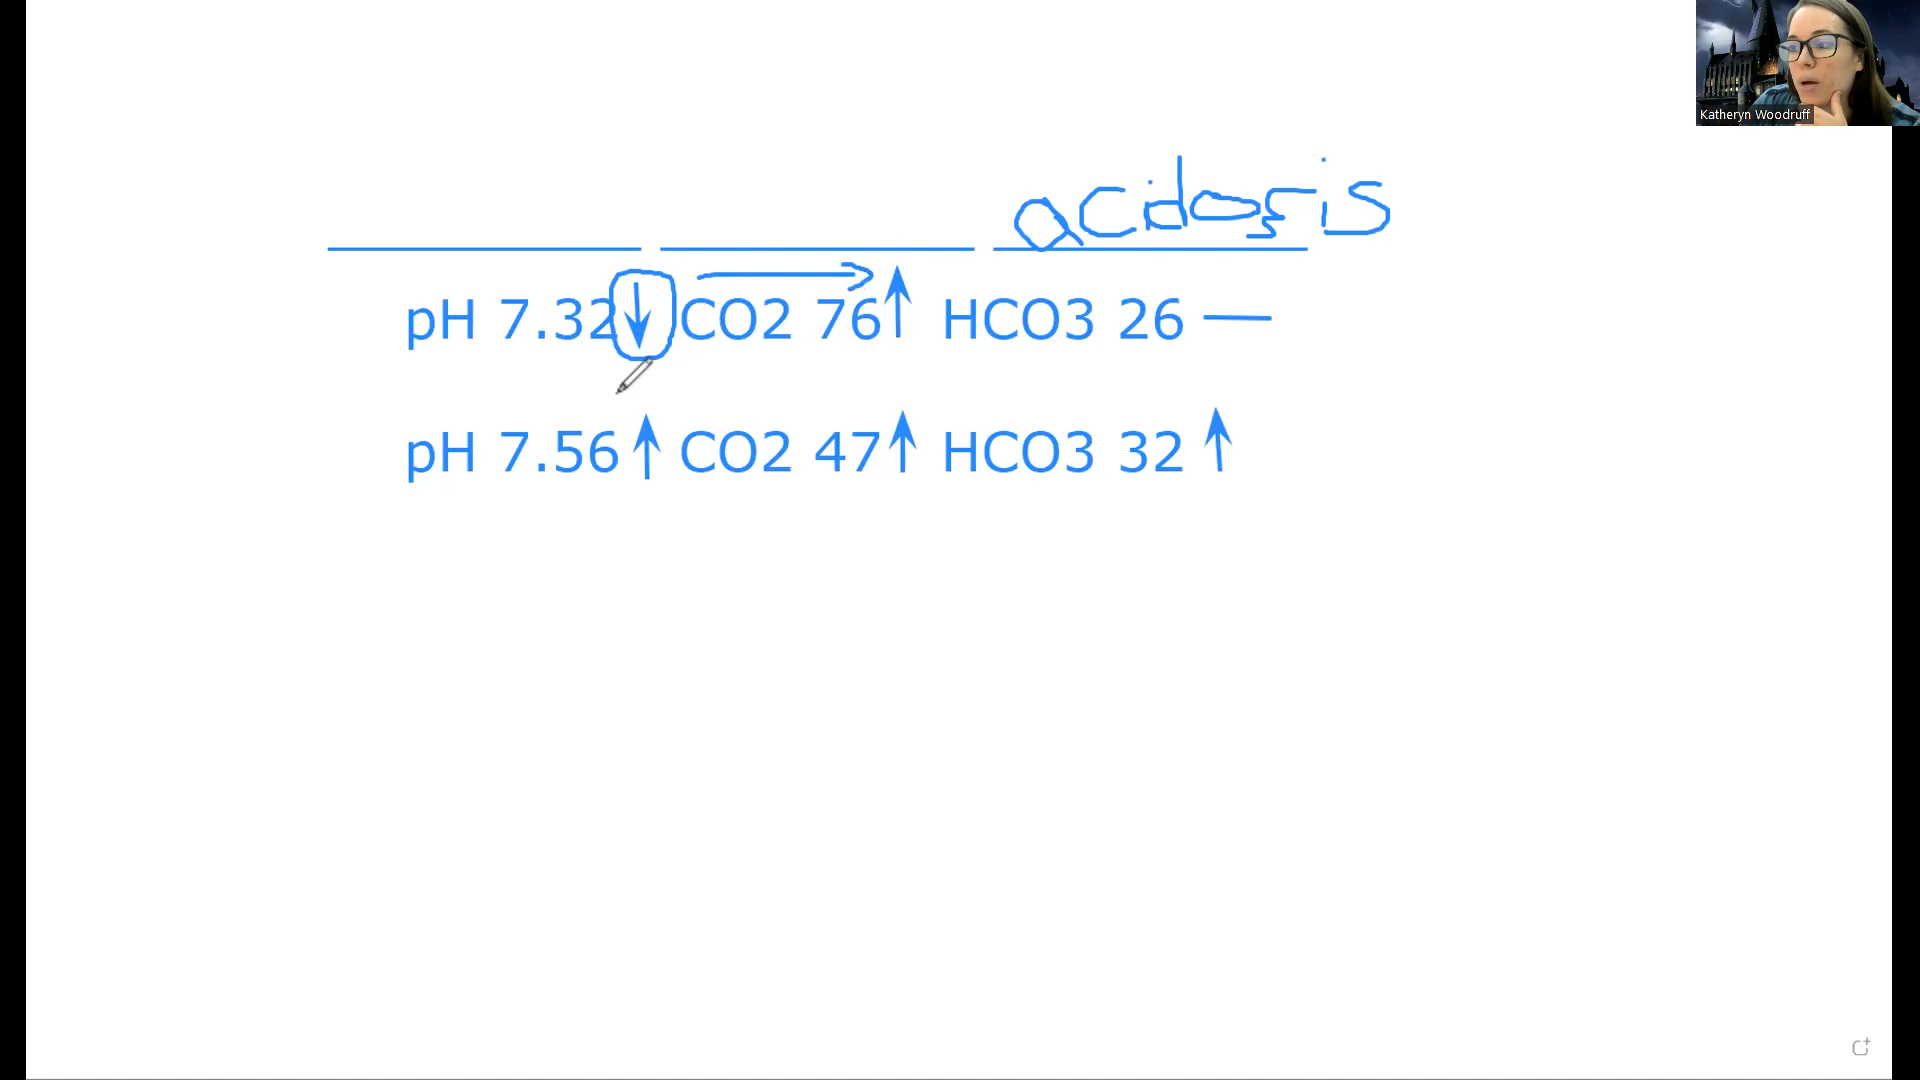 Katheryn Woodruff
acidosis
pH 7.32 ↓ CO2 76 ↑ HCO3 26 —
pH 7.56 ↑ CO2 47 ↑ HCO3 32 ↑